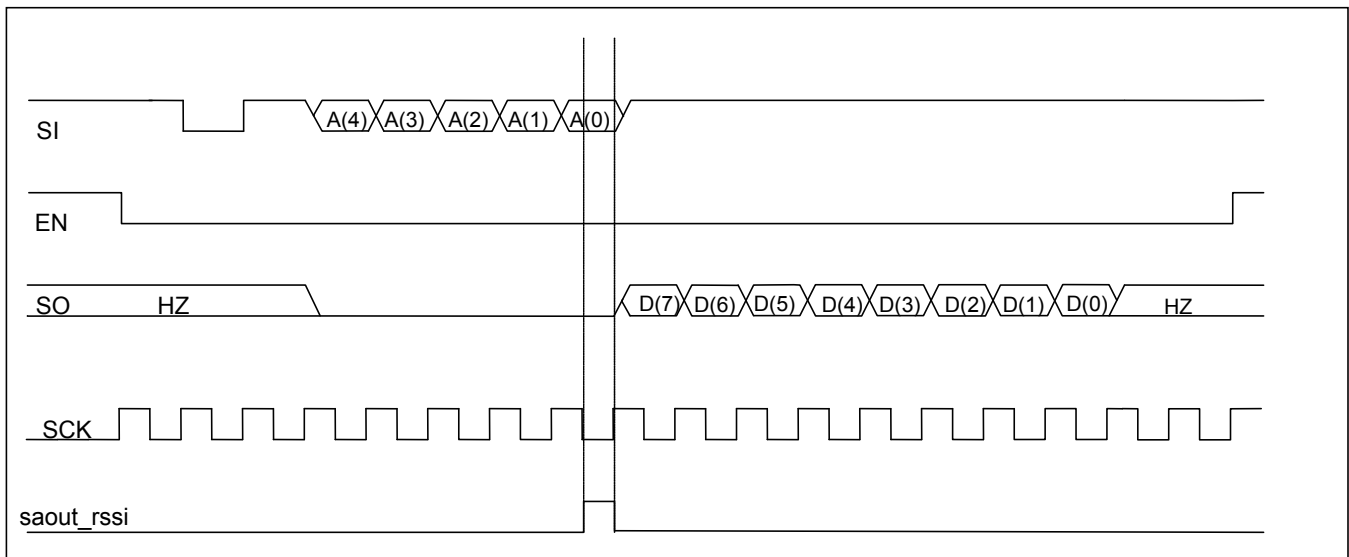 SI
A(4) A(3) A(2) A(1) A(0)
EN
SO HZ D(7) D(6) D(5) D(4) D(3) D(2) D(1) D(0) HZ
SCK
saout_rssi